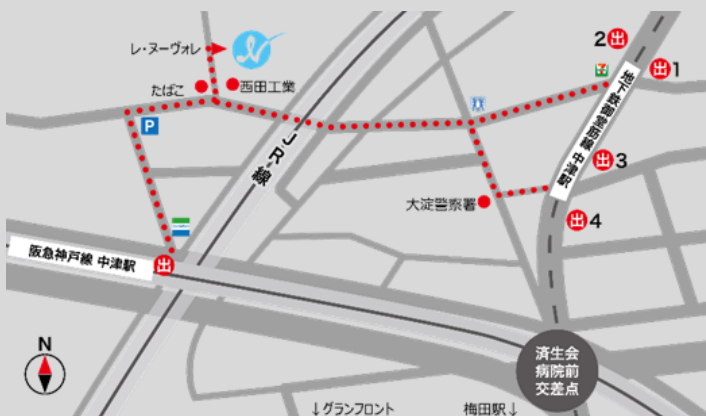 2 出
出 1
レ・ヌーヴォレ
N
たばこ
西田工業
P
7
地下鉄御堂筋線 中津駅
JR線
出 3
大淀警察署
出 4
阪急神戸線 中津駅
出
済生会
病院前
交差点
N
↓グランフロント
梅田駅↓